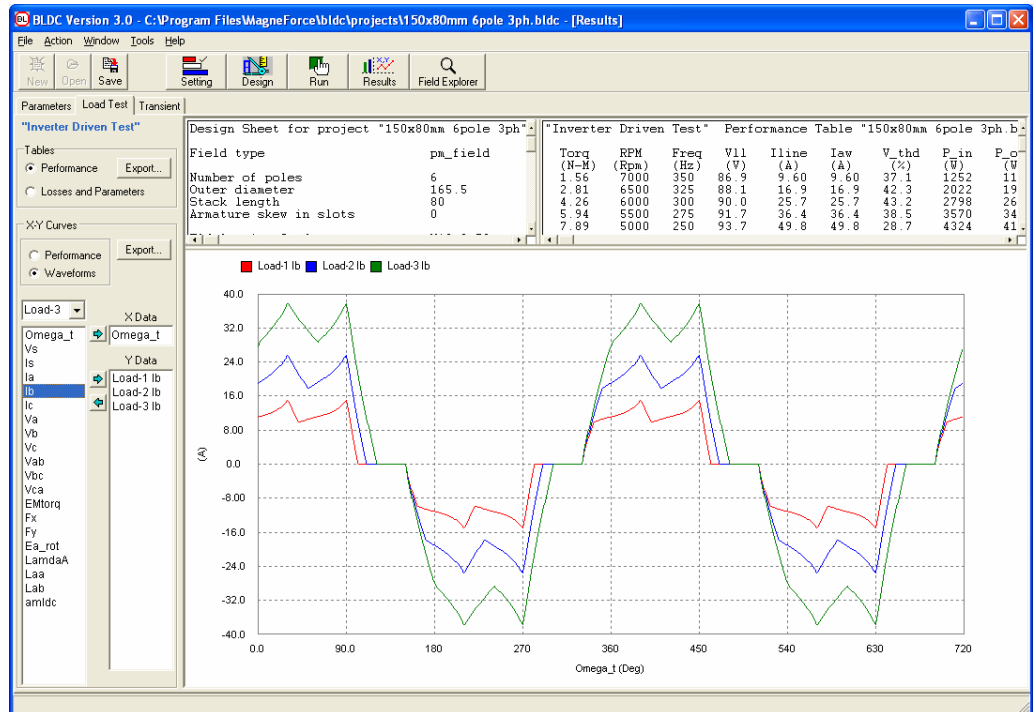 BL BLDC Version 3.0 - C:\Program Files\MagneForce\bldc\projects\150x80mm 6pole 3ph.bldc - [Results]
File Action Window Tools Help
New Open Save Setting Design Run Results Field Explorer
Parameters Load Test Transient
"Inverter Driven Test"
Tables
Performance Export...
Losses and Parameters
X-Y Curves
Performance Export...
Waveforms
Load-3
X Data
Omega_t
Y Data
Load-1 Ib
Load-2 Ib
Load-3 Ib
Omega_t
Vs
Is
Ia
Ib
Ic
Va
Vb
Vc
Vab
Vbc
Vca
EMtorq
Fx
Fy
Ea_rot
LamdaA
Laa
Lab
amIdc
Design Sheet for project "150x80mm 6pole 3ph"
Field type pm_field
Number of poles 6
Outer diameter 165.5
Stack length 80
Armature skew in slots 0
"Inverter Driven Test" Performance Table "150x80mm 6pole 3ph.b
Torq RPM Freq Vll Iline Iaw V_thd P_in P_o
(N-M) (Rpm) (Hz) (V) (A) (A) (%) (W) (W
1.56 7000 350 86.9 9.60 9.60 37.1 1252 11
2.81 6500 325 88.1 16.9 16.9 42.3 2022 19
4.26 6000 300 90.0 25.7 25.7 43.2 2798 26
5.94 5500 275 91.7 36.4 36.4 38.5 3570 34
7.89 5000 250 93.7 49.8 49.8 28.7 4324 41
Load-1 Ib Load-2 Ib Load-3 Ib
40.0
32.0
24.0
16.0
8.00
0.0
-8.00
-16.0
-24.0
-32.0
-40.0
(A)
0.0 90.0 180 270 360 450 540 630 720
Omega_t (Deg)